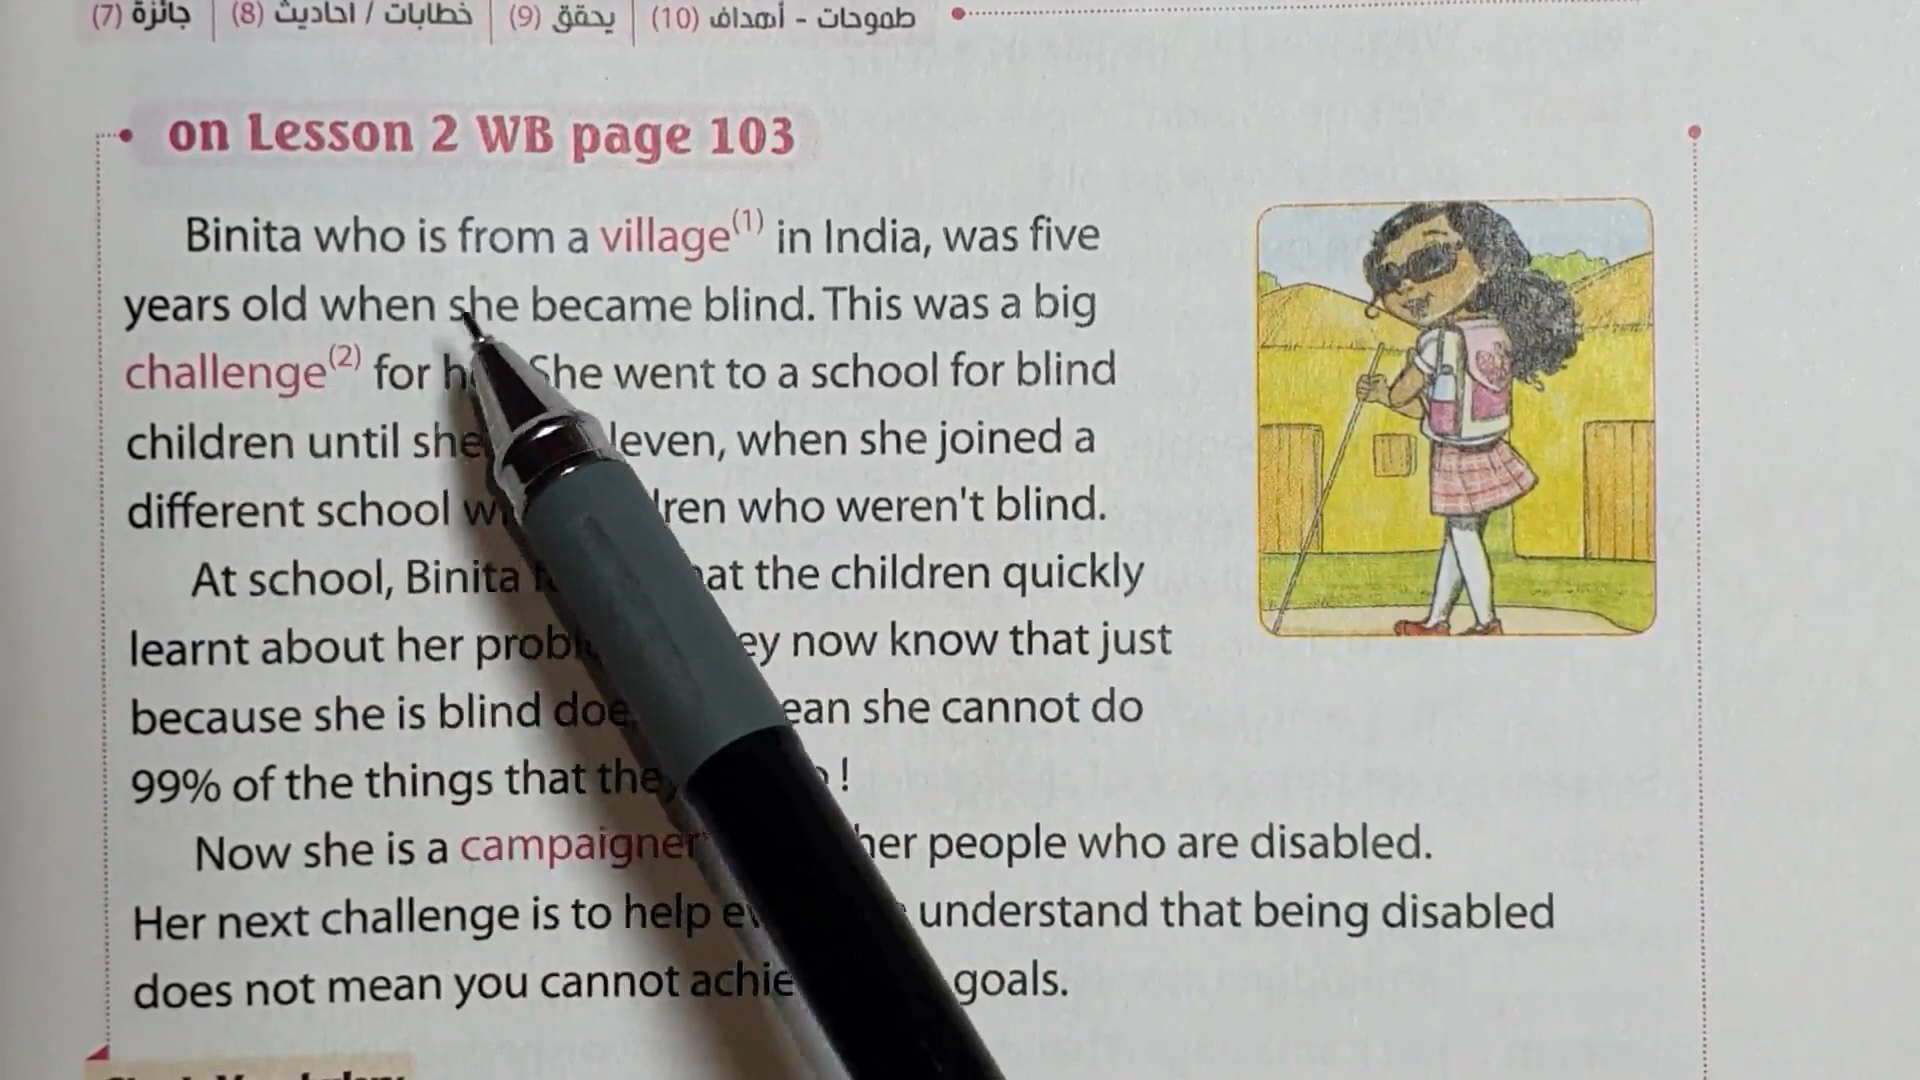 جائزة (7) | خطابات / احاديث (8) | يحقق (9) | طموحات - أهداف (10)
on Lesson 2 WB page 103
Binita who is from a village(1) in India, was five
years old when she became blind. This was a big
challenge(2) for She went to a school for blind
children until she leven, when she joined a
different school ren who weren't blind.
At school, Binita at the children quickly
learnt about her ey now know that just
because she is blind ean she cannot do
99% of the things that they !
Now she is a campaigner her people who are disabled.
Her next challenge is to help understand that being disabled
does not mean you cannot achie goals.